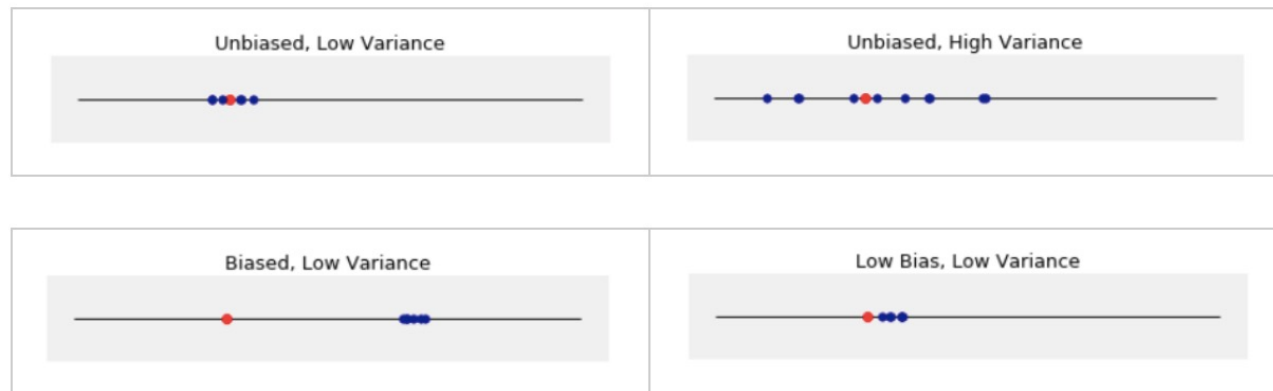 Unbiased, Low Variance
Unbiased, High Variance
Biased, Low Variance
Low Bias, Low Variance